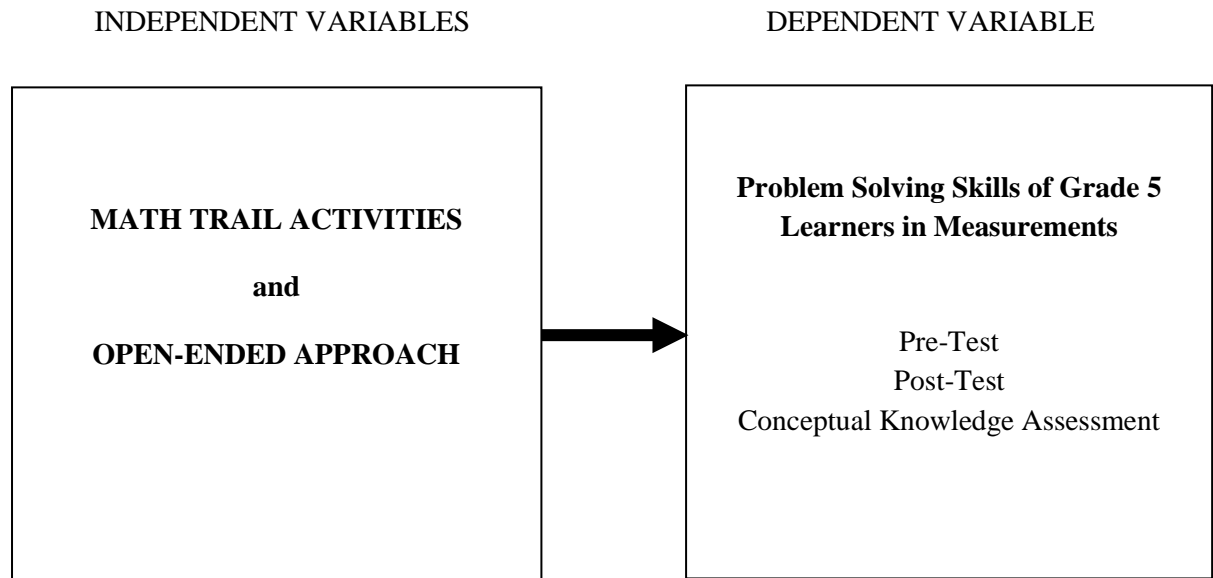 INDEPENDENT VARIABLES
DEPENDENT VARIABLE
MATH TRAIL ACTIVITIES
and
OPEN-ENDED APPROACH
Problem Solving Skills of Grade 5
Learners in Measurements
Pre-Test
Post-Test
Conceptual Knowledge Assessment